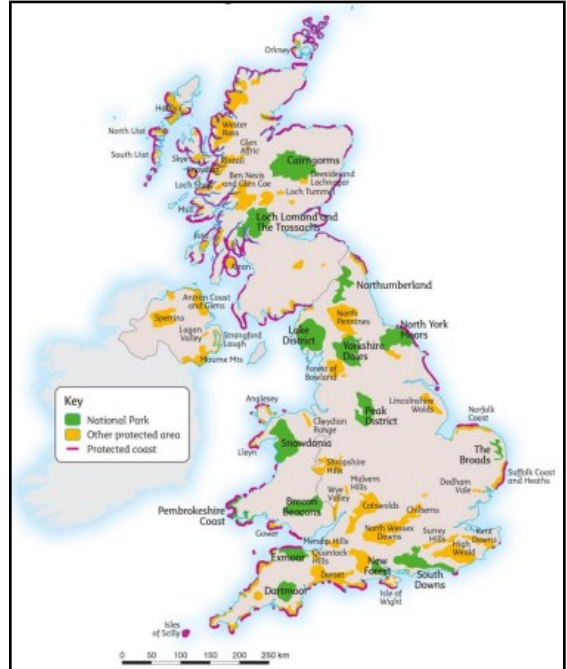 Orkney
Harris
North Uist
South Uist
Wester
Ross
Glen
Affric
Skye
Kintail
Knoydart
Loch Shiel
Ben Nevis
and Glen Coe
Cairngorms
Deeside and
Lochnagar
Loch Tummel
Mull
Loch Lomond and
The Trossachs
Arran
Northumberland
Antrim Coast
and Glens
Sperrins
Lagan
Valley
Strangford
Lough
Mourne Mts
North
Pennines
Lake
District
North York
Moors
Yorkshire
Dales
Forest of
Bowland
Key
National Park
Other protected area
Protected coast
Anglesey
Lleyn
Clwydian
Range
Snowdonia
Peak
District
Lincolnshire
Wolds
Norfolk
Coast
The
Broads
Suffolk Coast
and Heaths
Shropshire
Hills
Malvern
Hills
Wye
Valley
Dedham
Vale
Pembrokeshire
Coast
Brecon
Beacons
Gower
Cotswolds
Chilterns
North Wessex
Downs
Surrey
Hills
Kent
Downs
High
Weald
Mendip Hills
Exmoor
Quantock
Hills
Dorset
New
Forest
South
Downs
Isle of
Wight
Dartmoor
Isles
of Scilly
0 50 100 150 200 250 km